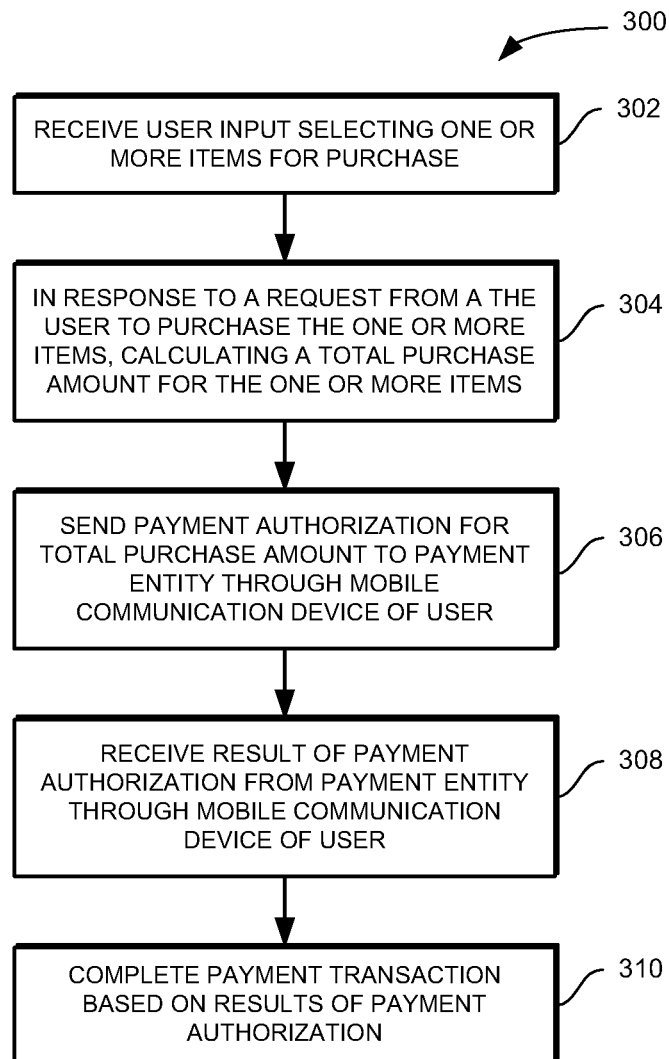 300
RECEIVE USER INPUT SELECTING ONE OR
MORE ITEMS FOR PURCHASE
302
IN RESPONSE TO A REQUEST FROM A THE
USER TO PURCHASE THE ONE OR MORE
ITEMS, CALCULATING A TOTAL PURCHASE
AMOUNT FOR THE ONE OR MORE ITEMS
304
SEND PAYMENT AUTHORIZATION FOR
TOTAL PURCHASE AMOUNT TO PAYMENT
ENTITY THROUGH MOBILE
COMMUNICATION DEVICE OF USER
306
RECEIVE RESULT OF PAYMENT
AUTHORIZATION FROM PAYMENT ENTITY
THROUGH MOBILE COMMUNICATION
DEVICE OF USER
308
COMPLETE PAYMENT TRANSACTION
BASED ON RESULTS OF PAYMENT
AUTHORIZATION
310